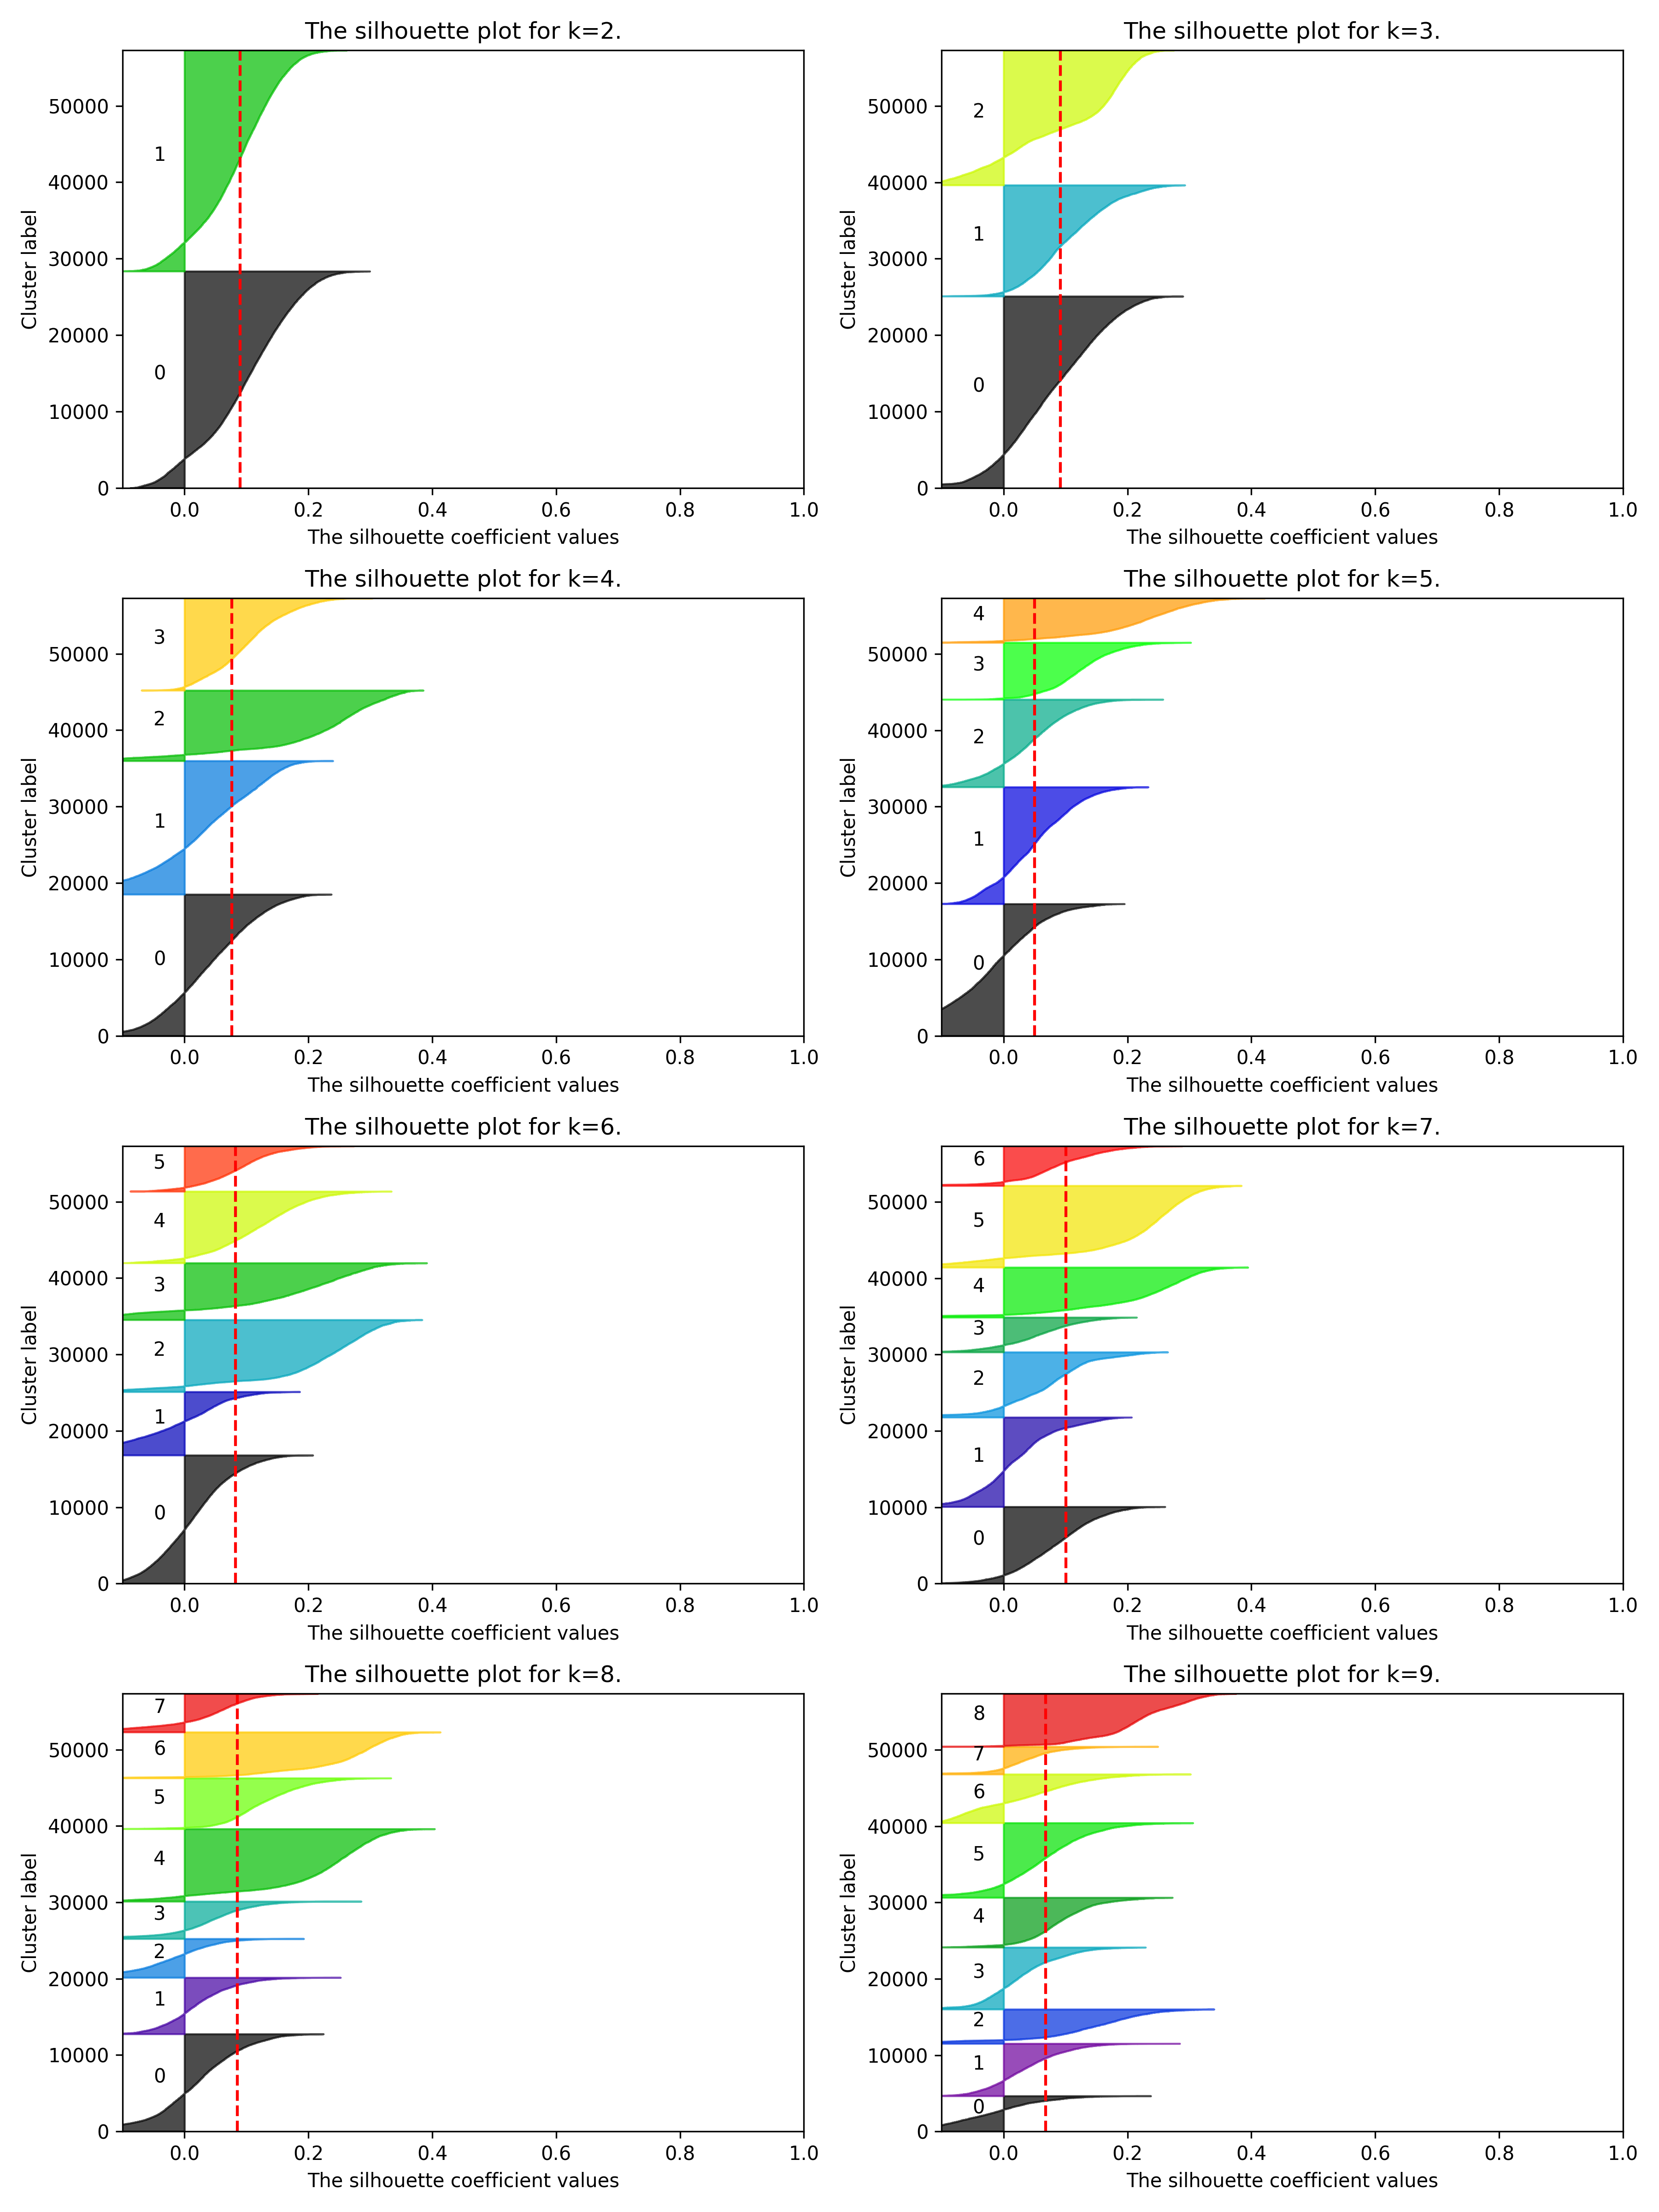 The silhouette plot for k=2.
Cluster label
50000
40000
30000
20000
10000
0
1
0
0.0 0.2 0.4 0.6 0.8 1.0
The silhouette coefficient values
The silhouette plot for k=3.
Cluster label
50000
40000
30000
20000
10000
0
2
1
0
0.0 0.2 0.4 0.6 0.8 1.0
The silhouette coefficient values
The silhouette plot for k=4.
Cluster label
50000
40000
30000
20000
10000
0
3
2
1
0
0.0 0.2 0.4 0.6 0.8 1.0
The silhouette coefficient values
The silhouette plot for k=5.
Cluster label
50000
40000
30000
20000
10000
0
4
3
2
1
0
0.0 0.2 0.4 0.6 0.8 1.0
The silhouette coefficient values
The silhouette plot for k=6.
Cluster label
50000
40000
30000
20000
10000
0
5
4
3
2
1
0
0.0 0.2 0.4 0.6 0.8 1.0
The silhouette coefficient values
The silhouette plot for k=7.
Cluster label
50000
40000
30000
20000
10000
0
6
5
4
3
2
1
0
0.0 0.2 0.4 0.6 0.8 1.0
The silhouette coefficient values
The silhouette plot for k=8.
Cluster label
50000
40000
30000
20000
10000
0
7
6
5
4
3
2
1
0
0.0 0.2 0.4 0.6 0.8 1.0
The silhouette coefficient values
The silhouette plot for k=9.
Cluster label
50000
40000
30000
20000
10000
0
8
7
6
5
4
3
2
1
0
0.0 0.2 0.4 0.6 0.8 1.0
The silhouette coefficient values